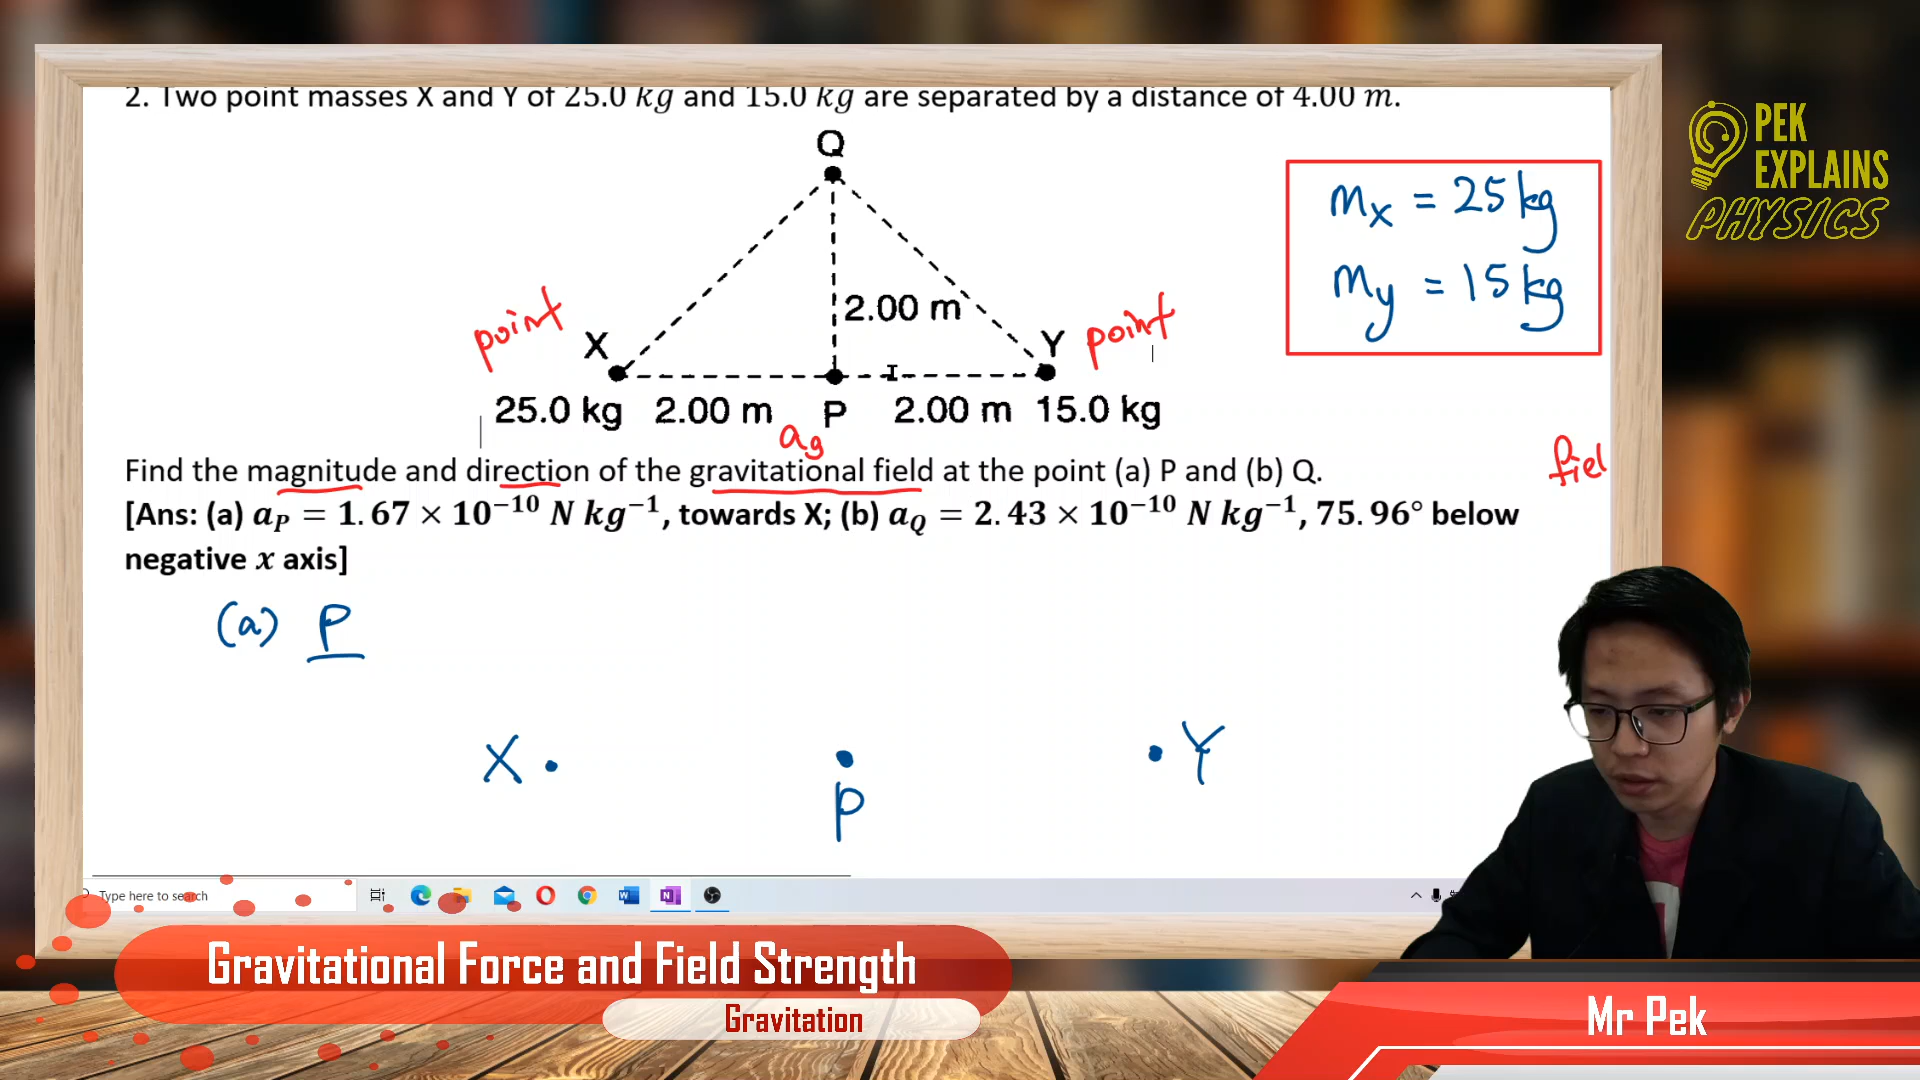 2. Two point masses X and Y of 25.0 kg and 15.0 kg are separated by a distance of 4.00 m.
Q
PEK
EXPLAINS
PHYSICS
mx = 25 kg
my = 15 kg
2.00 m
point
X
Y
point
25.0 kg
2.00 m
P
2.00 m
15.0 kg
ag
fiel
Find the magnitude and direction of the gravitational field at the point (a) P and (b) Q.
[Ans: (a) aP = 1.67 × 10−10 N kg−1, towards X; (b) aQ = 2.43 × 10−10 N kg−1, 75.96° below
negative x axis]
(a) P
X
Y
P
Type here to search
Gravitational Force and Field Strength
Gravitation
Mr Pek